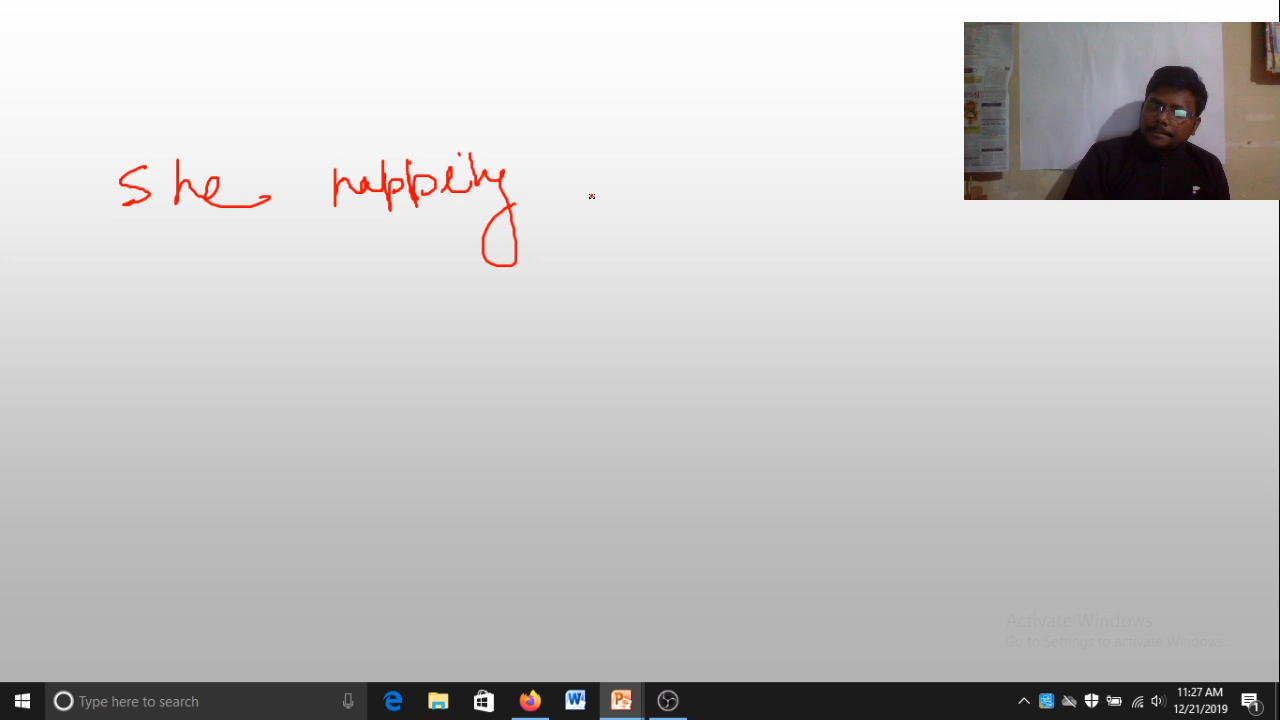 she happily
Activate Windows
Go to Settings to activate Windows.
Type here to search
11:27 AM
12/21/2019